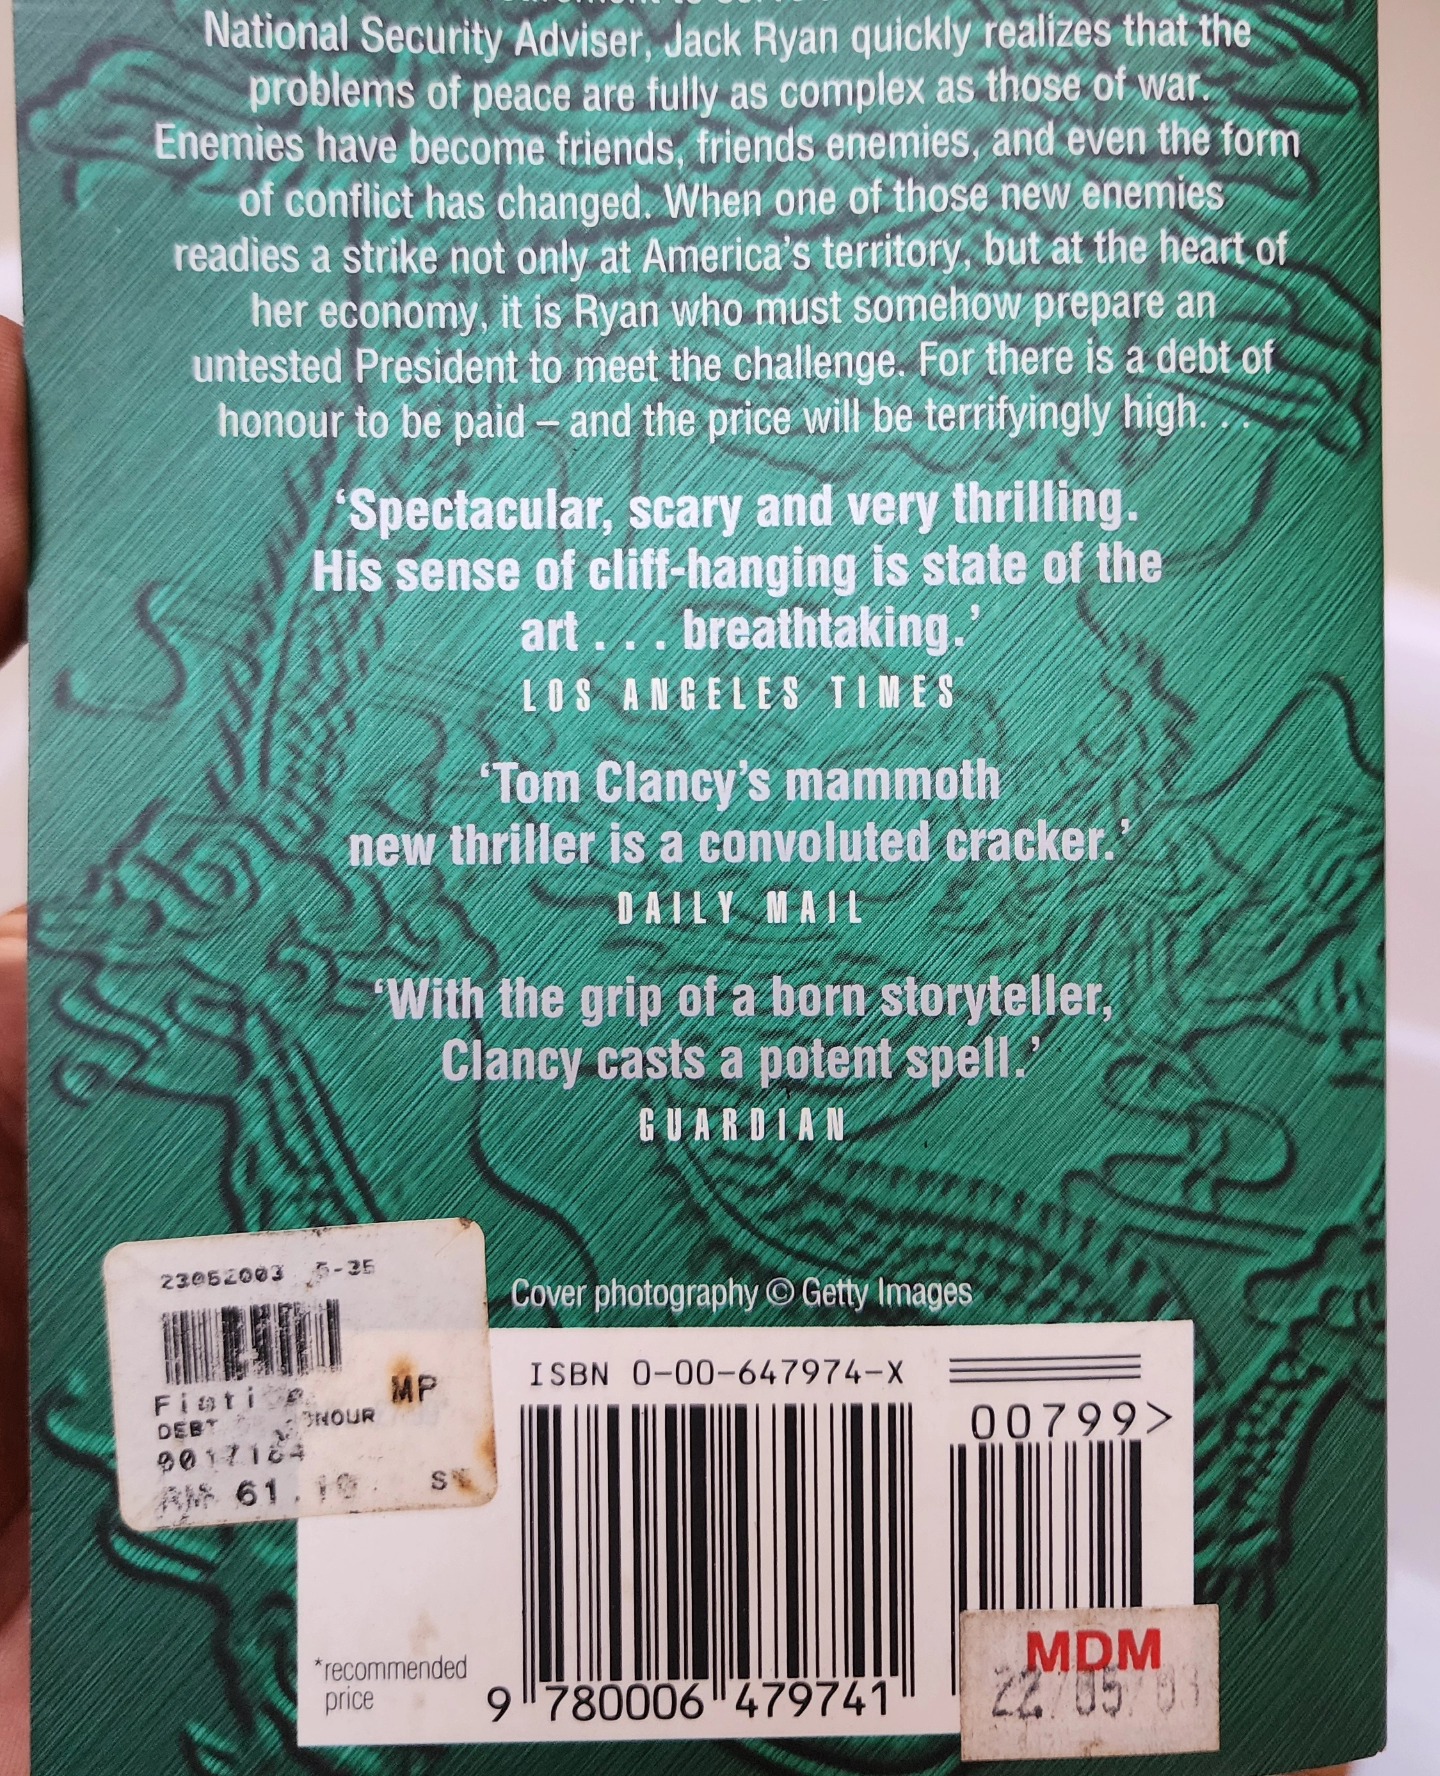 National Security Adviser, Jack Ryan quickly realizes that the
problems of peace are fully as complex as those of war.
Enemies have become friends, friends enemies, and even the form
of conflict has changed. When one of those new enemies
readies a strike not only at America's territory, but at the heart of
her economy, it is Ryan who must somehow prepare an
untested President to meet the challenge. For there is a debt of
honour to be paid – and the price will be terrifyingly high. . .
‘Spectacular, scary and very thrilling.
His sense of cliff-hanging is state of the
art . . . breathtaking.’
LOS ANGELES TIMES
‘Tom Clancy’s mammoth
new thriller is a convoluted cracker.’
DAILY MAIL
‘With the grip of a born storyteller,
Clancy casts a potent spell.’
GUARDIAN
Cover photography © Getty Images
23052003 5-35
MP
DEBT
61
ISBN 0-00-647974-X
00799>
*recommended
price
9 780006 479741
MDM
22/05/03